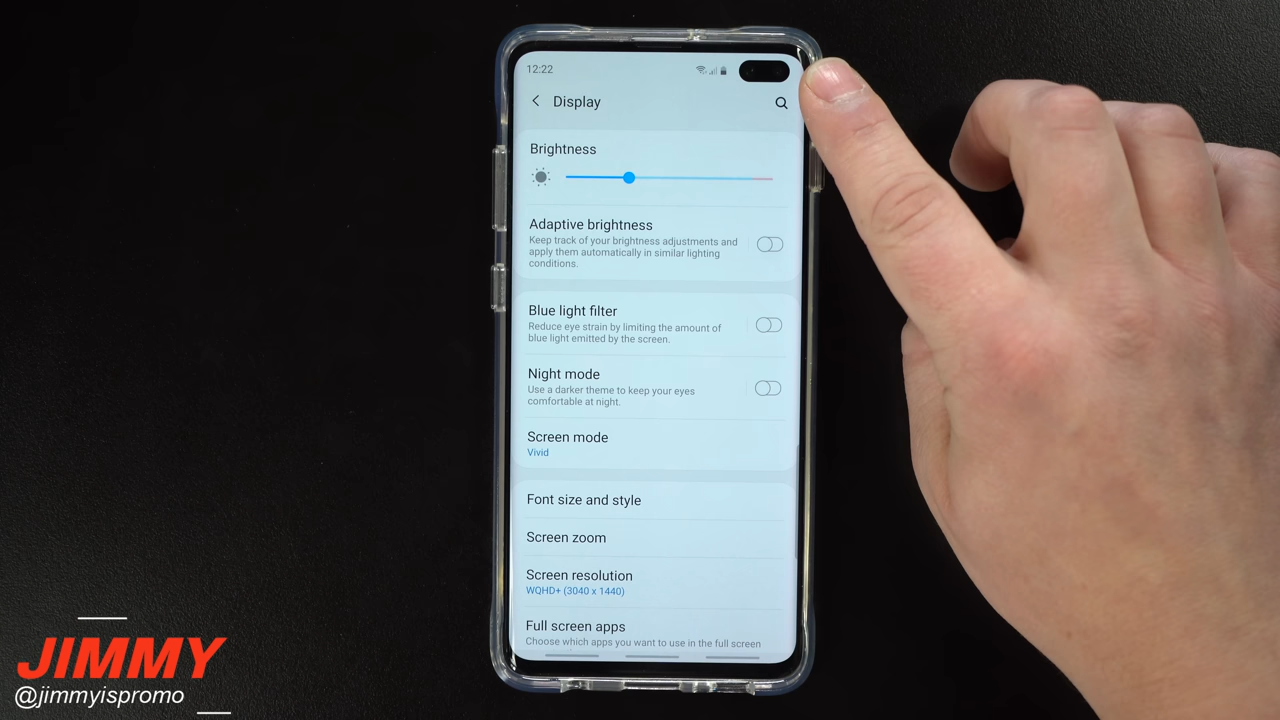 12:22
Display
Brightness
Adaptive brightness
Keep track of your brightness adjustments and
apply them automatically in similar lighting
conditions.
Blue light filter
Reduce eye strain by limiting the amount of
blue light emitted by the screen.
Night mode
Use a darker theme to keep your eyes
comfortable at night.
Screen mode
Vivid
Font size and style
Screen zoom
Screen resolution
WQHD+ (3040 x 1440)
Full screen apps
Choose which apps you want to use in the full screen
JIMMY
@jimmyispromo